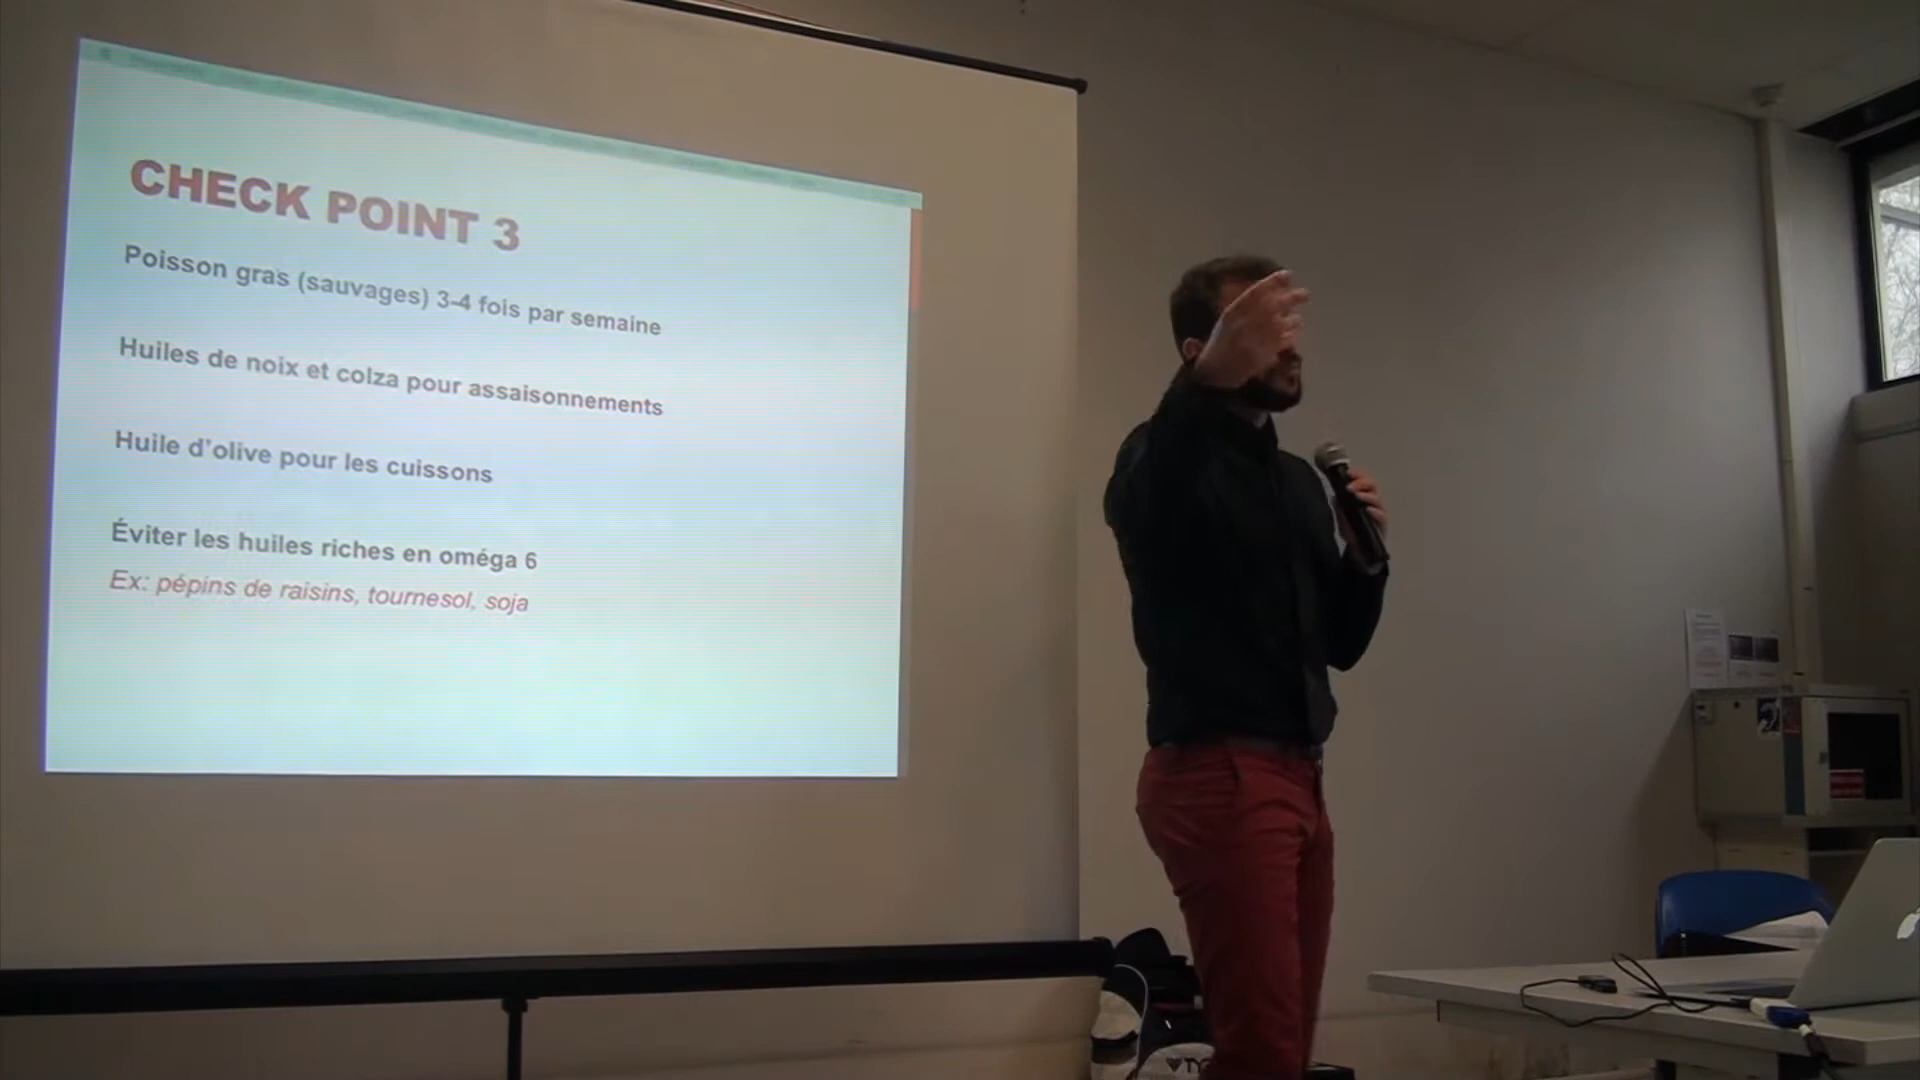 CHECK POINT 3
Poisson gras (sauvages) 3-4 fois par semaine
Huiles de noix et colza pour assaisonnements
Huile d'olive pour les cuissons
Éviter les huiles riches en oméga 6
Ex: pépins de raisins, tournesol, soja